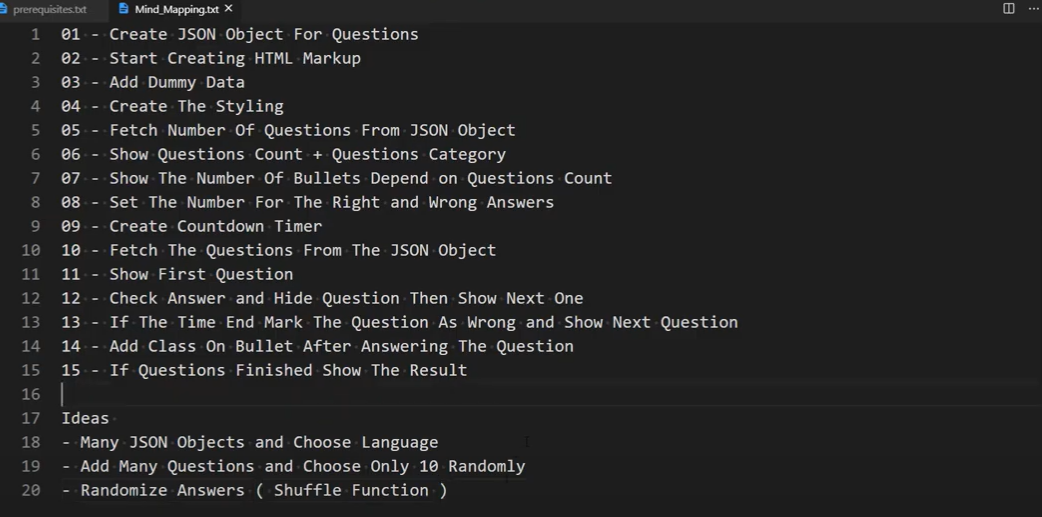 prerequisites.txt Mind_Mapping.txt
1 01 - Create JSON Object For Questions
2 02 - Start Creating HTML Markup
3 03 - Add Dummy Data
4 04 - Create The Styling
5 05 - Fetch Number Of Questions From JSON Object
6 06 - Show Questions Count + Questions Category
7 07 - Show The Number Of Bullets Depend on Questions Count
8 08 - Set The Number For The Right and Wrong Answers
9 09 - Create Countdown Timer
10 10 - Fetch The Questions From The JSON Object
11 11 - Show First Question
12 12 - Check Answer and Hide Question Then Show Next One
13 13 - If The Time End Mark The Question As Wrong and Show Next Question
14 14 - Add Class On Bullet After Answering The Question
15 15 - If Questions Finished Show The Result
16
17 Ideas
18 - Many JSON Objects and Choose Language
19 - Add Many Questions and Choose Only 10 Randomly
20 - Randomize Answers ( Shuffle Function )